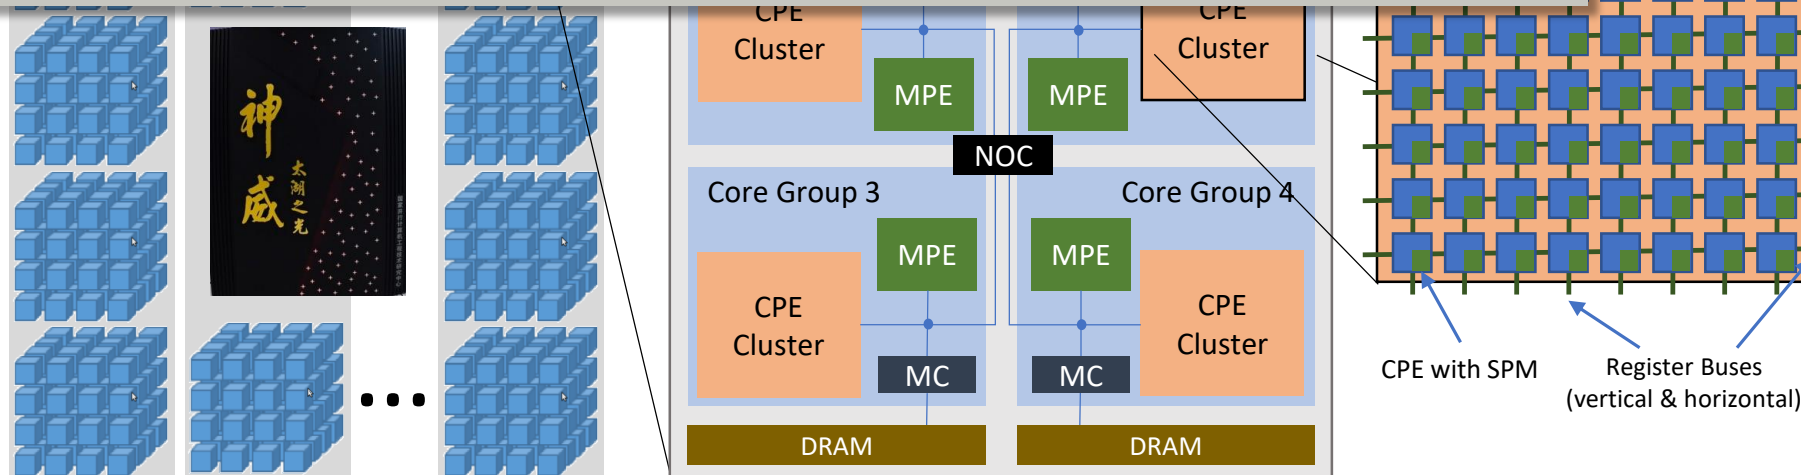 CPE
Cluster
CPE
Cluster
MPE
MPE
NOC
神
威
太
湖
之
光
Core Group 3
Core Group 4
MPE
MPE
CPE
Cluster
CPE
Cluster
MC
MC
DRAM
DRAM
CPE with SPM
Register Buses
(vertical & horizontal)